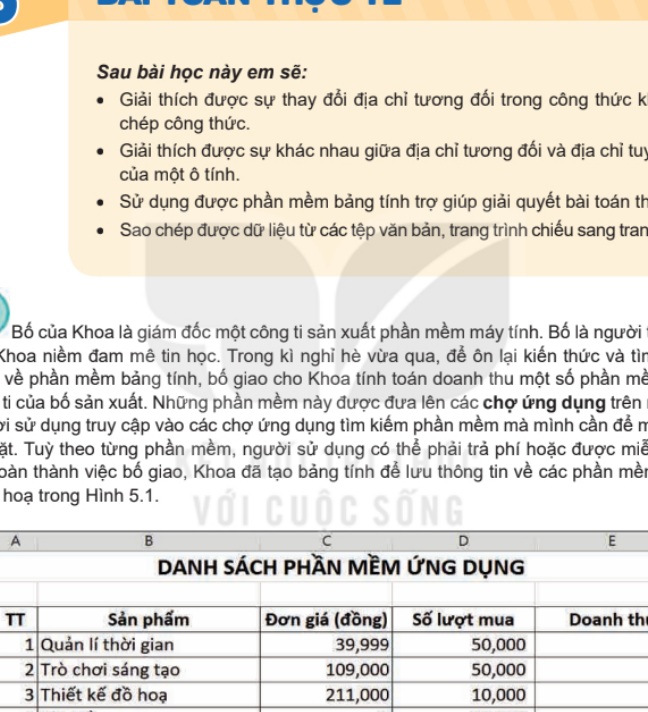 BÀI TOÁN THỰC TẾ
Sau bài học này em sẽ:
• Giải thích được sự thay đổi địa chỉ tương đối trong công thức k
chép công thức.
• Giải thích được sự khác nhau giữa địa chỉ tương đối và địa chỉ tuy
của một ô tính.
• Sử dụng được phần mềm bảng tính trợ giúp giải quyết bài toán th
• Sao chép được dữ liệu từ các tệp văn bản, trang trình chiếu sang tran
Bố của Khoa là giám đốc một công ti sản xuất phần mềm máy tính. Bố là người
Khoa niềm đam mê tin học. Trong kì nghỉ hè vừa qua, để ôn lại kiến thức và tìm
về phần mềm bảng tính, bố giao cho Khoa tính toán doanh thu một số phần mề
ti của bố sản xuất. Những phần mềm này được đưa lên các chợ ứng dụng trên
ời sử dụng truy cập vào các chợ ứng dụng tìm kiếm phần mềm mà mình cần để m
ặt. Tuỳ theo từng phần mềm, người sử dụng có thể phải trả phí hoặc được miễ
oàn thành việc bố giao, Khoa đã tạo bảng tính để lưu thông tin về các phần mềm
hoạ trong Hình 5.1.
KẾT NỐI TRI THỨC
VỚI CUỘC SỐNG
A B C D E
DANH SÁCH PHẦN MỀM ỨNG DỤNG
TT Sản phẩm Đơn giá (đồng) Số lượt mua Doanh thu
1 Quản lí thời gian 39,999 50,000
2 Trò chơi sáng tạo 109,000 50,000
3 Thiết kế đồ hoạ 211,000 10,000